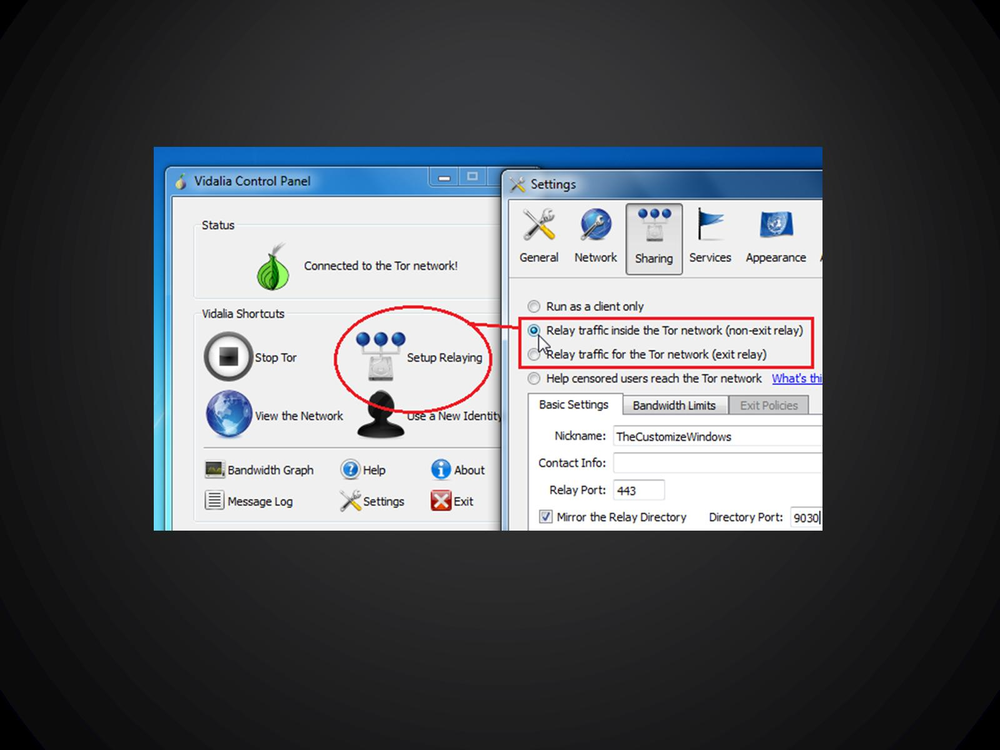 Vidalia Control Panel
Status
Connected to the Tor network!
Vidalia Shortcuts
Stop Tor
Setup Relaying
View the Network
Use a New Identity
Bandwidth Graph
Help
About
Message Log
Settings
Exit
Settings
General
Network
Sharing
Services
Appearance
Run as a client only
Relay traffic inside the Tor network (non-exit relay)
Relay traffic for the Tor network (exit relay)
Help censored users reach the Tor network What's thi
Basic Settings
Bandwidth Limits
Exit Policies
Nickname: TheCustomizeWindows
Contact Info:
Relay Port: 443
Mirror the Relay Directory Directory Port: 9030